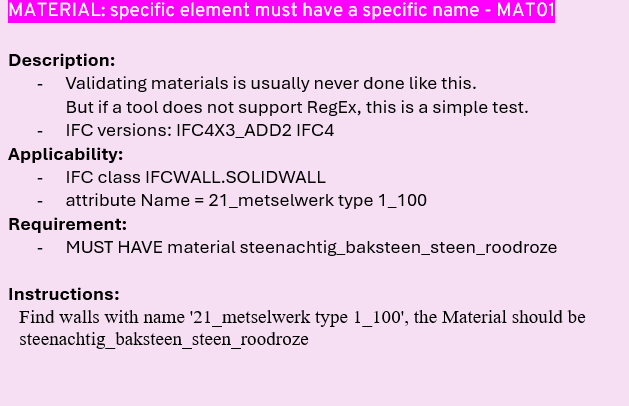 MATERIAL: specific element must have a specific name - MAT01
Description:
- Validating materials is usually never done like this.
But if a tool does not support RegEx, this is a simple test.
- IFC versions: IFC4X3_ADD2 IFC4
Applicability:
- IFC class IFCWALL.SOLIDWALL
- attribute Name = 21_metselwerk type 1_100
Requirement:
- MUST HAVE material steenachtig_baksteen_steen_roodroze
Instructions:
Find walls with name '21_metselwerk type 1_100', the Material should be
steenachtig_baksteen_steen_roodroze